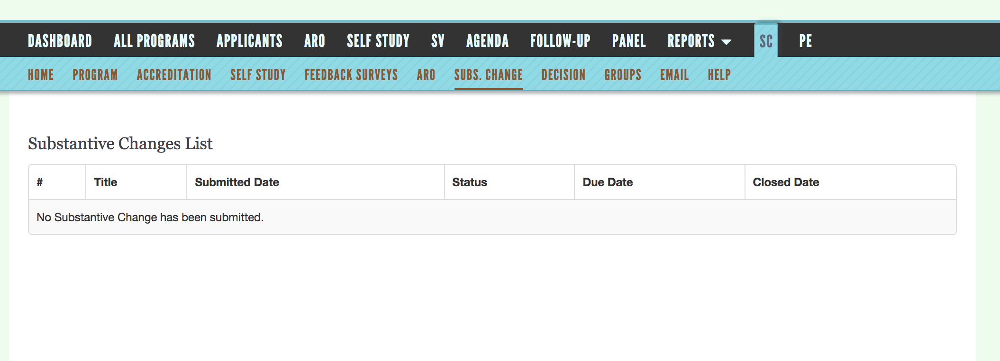 DASHBOARD ALL PROGRAMS APPLICANTS ARO SELF STUDY SV AGENDA FOLLOW-UP PANEL REPORTS SC PE
HOME PROGRAM ACCREDITATION SELF STUDY FEEDBACK SURVEYS ARO SUBS. CHANGE DECISION GROUPS EMAIL HELP
Substantive Changes List
# Title Submitted Date Status Due Date Closed Date
No Substantive Change has been submitted.